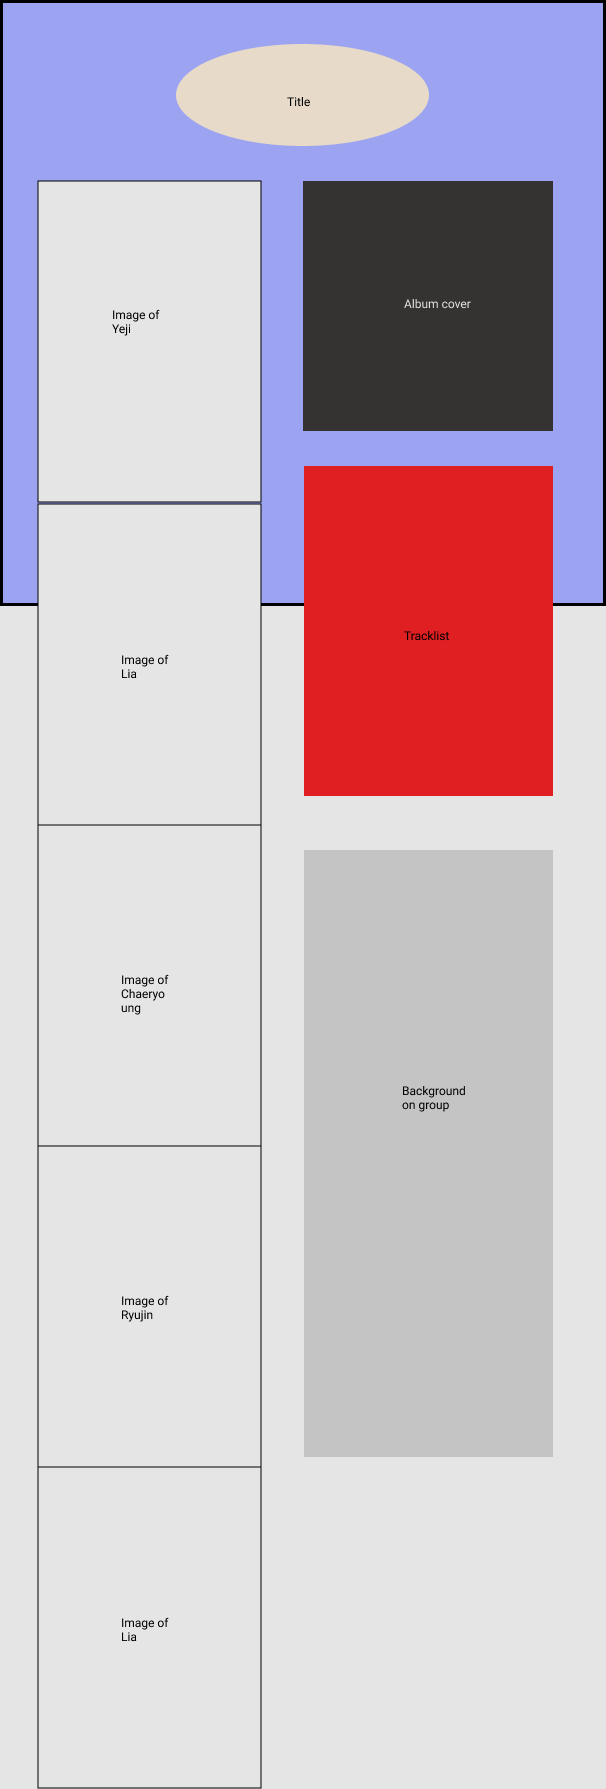 Title
Image of
Yeji
Album cover
Image of
Lia
Tracklist
Image of
Chaeryo
ung
Background
on group
Image of
Ryujin
Image of
Lia